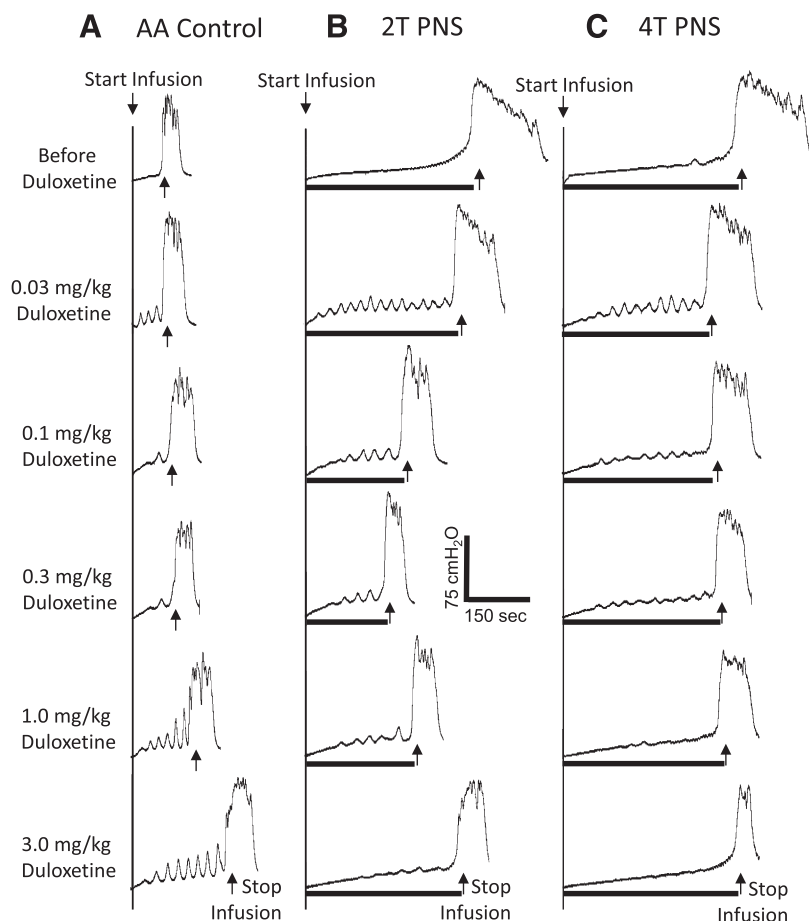 A AA Control
B 2T PNS
C 4T PNS
Start Infusion
Start Infusion
Start Infusion
Before
Duloxetine
0.03 mg/kg
Duloxetine
0.1 mg/kg
Duloxetine
0.3 mg/kg
Duloxetine
75 cmH2O
150 sec
1.0 mg/kg
Duloxetine
3.0 mg/kg
Duloxetine
Stop
Infusion
Stop
Infusion
Stop
Infusion